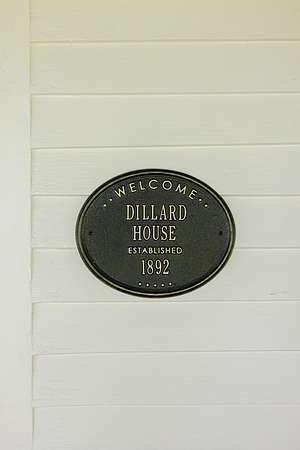 WELCOME
DILLARD
HOUSE
ESTABLISHED
1892